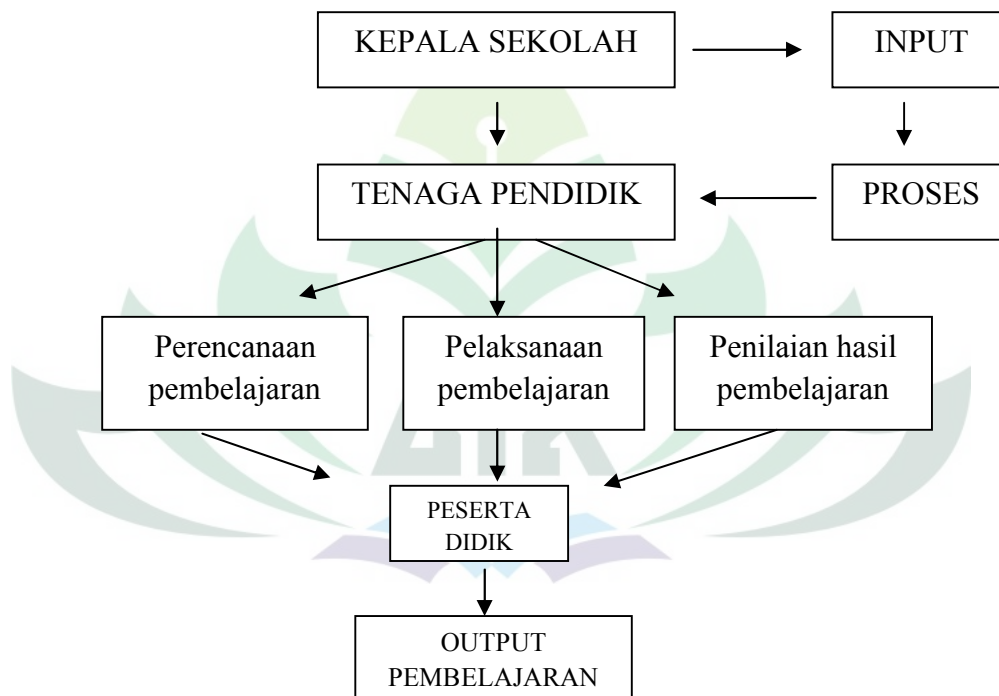 KEPALA SEKOLAH
INPUT
TENAGA PENDIDIK
PROSES
Perencanaan
pembelajaran
Pelaksanaan
pembelajaran
Penilaian hasil
pembelajaran
PESERTA
DIDIK
OUTPUT
PEMBELAJARAN